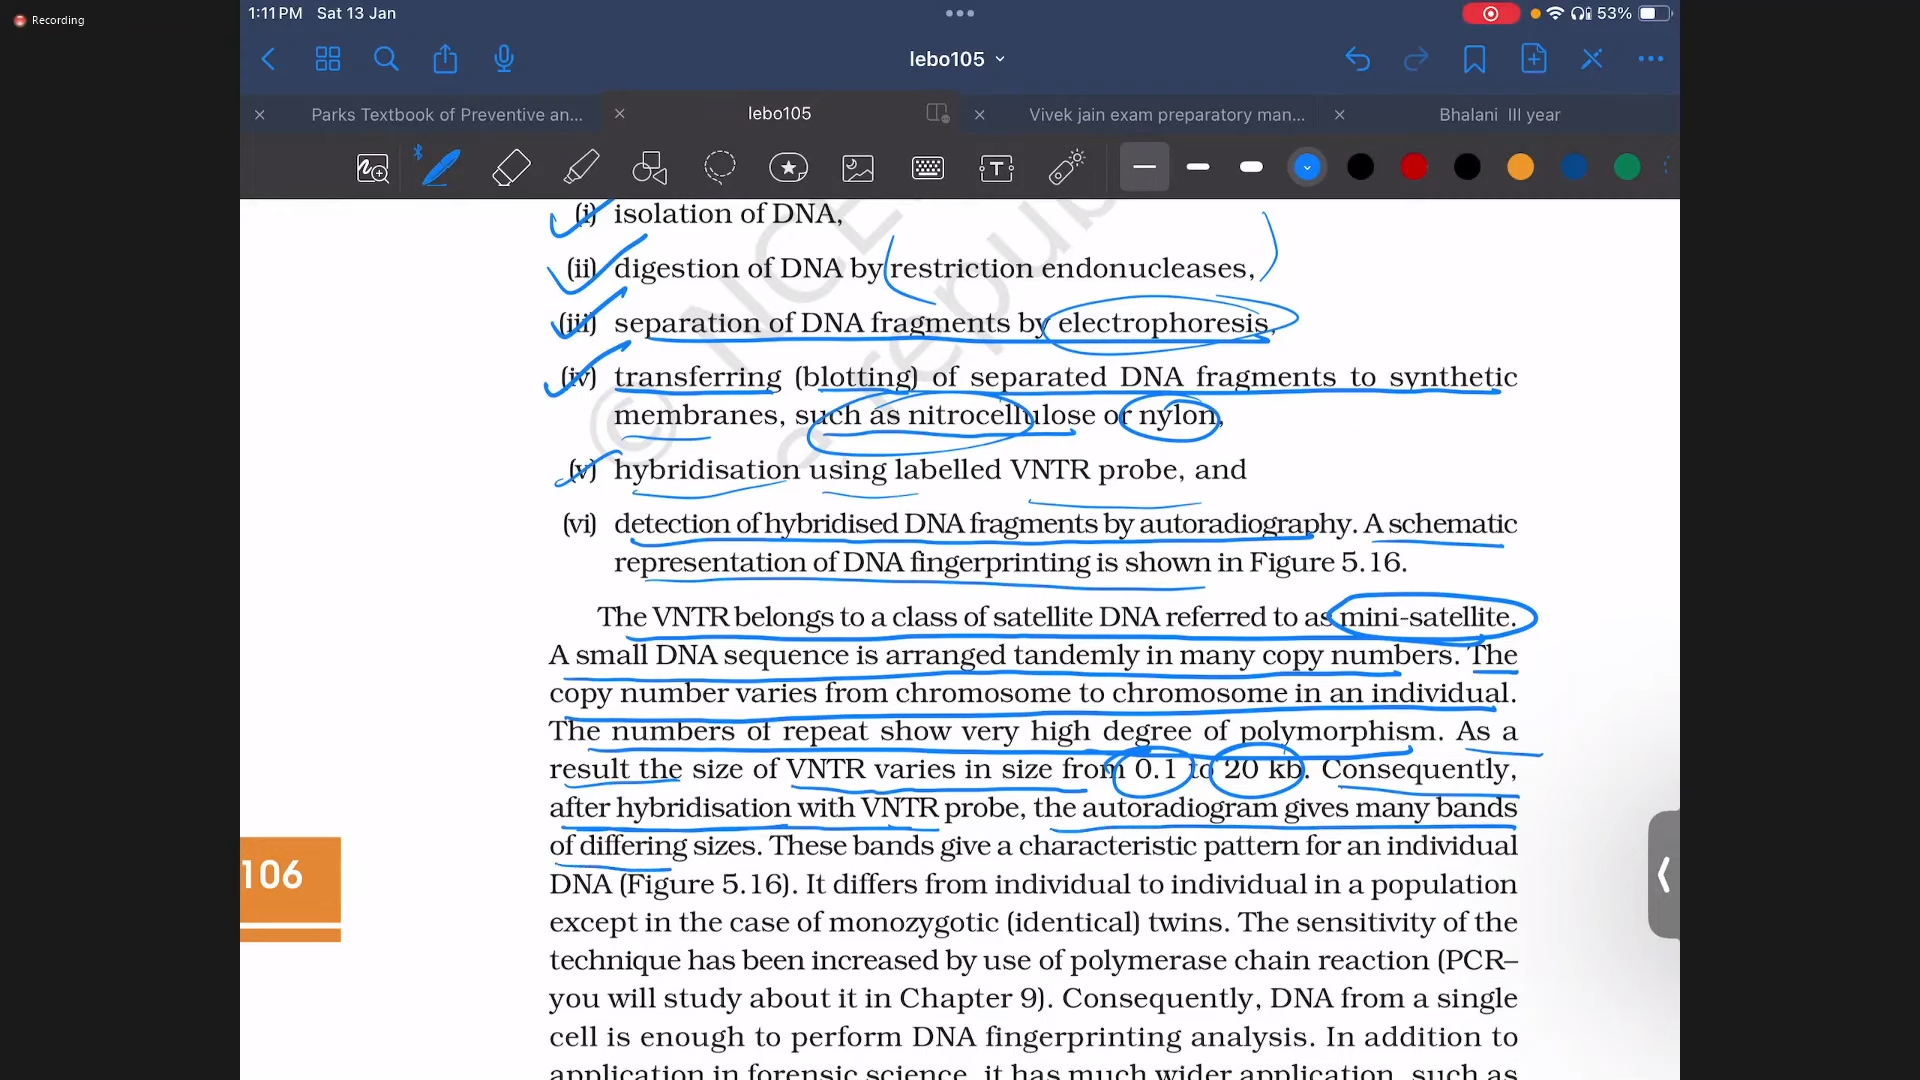 Recording
1:11 PM Sat 13 Jan
53%
lebo105
Parks Textbook of Preventive an...
lebo105
Vivek jain exam preparatory man...
Bhalani III year
(i) isolation of DNA,
(ii) digestion of DNA by restriction endonucleases,
(iii) separation of DNA fragments by electrophoresis,
(iv) transferring (blotting) of separated DNA fragments to synthetic
membranes, such as nitrocellulose or nylon,
(v) hybridisation using labelled VNTR probe, and
(vi) detection of hybridised DNA fragments by autoradiography. A schematic
representation of DNA fingerprinting is shown in Figure 5.16.
The VNTR belongs to a class of satellite DNA referred to as mini-satellite.
A small DNA sequence is arranged tandemly in many copy numbers. The
copy number varies from chromosome to chromosome in an individual.
The numbers of repeat show very high degree of polymorphism. As a
result the size of VNTR varies in size from 0.1 to 20 kb. Consequently,
after hybridisation with VNTR probe, the autoradiogram gives many bands
of differing sizes. These bands give a characteristic pattern for an individual
106
DNA (Figure 5.16). It differs from individual to individual in a population
except in the case of monozygotic (identical) twins. The sensitivity of the
technique has been increased by use of polymerase chain reaction (PCR–
you will study about it in Chapter 9). Consequently, DNA from a single
cell is enough to perform DNA fingerprinting analysis. In addition to
application in forensic science, it has much wider application, such as